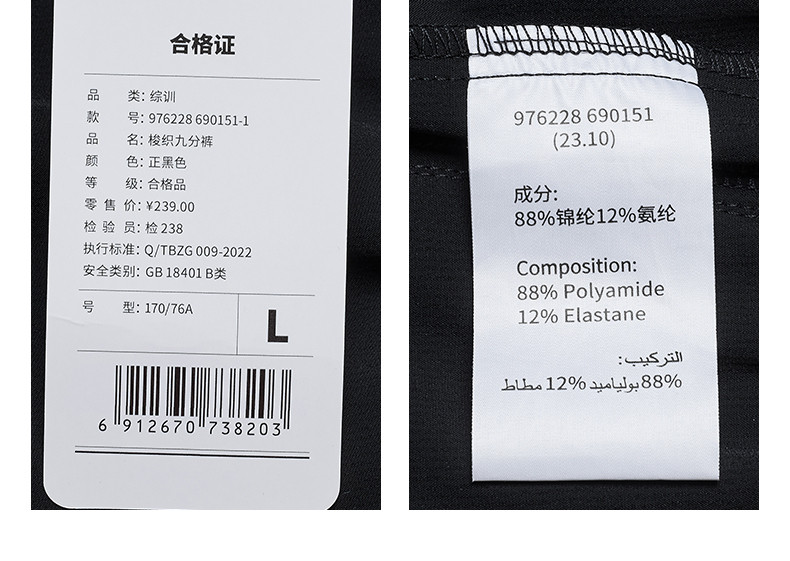 合格证
品 类: 综训
款 号: 976228 690151-1
品 名: 梭织九分裤
颜 色: 正黑色
等 级: 合格品
零 售 价: ¥239.00
检 验 员: 检 238
执行标准: Q/TBZG 009-2022
安全类别: GB 18401 B类
号 型: 170/76A
L
6 912670 738203
976228 690151
(23.10)
成分:
88%锦纶12%氨纶
Composition:
88% Polyamide
12% Elastane
التركيب:
88% بولياميد 12% مطاط